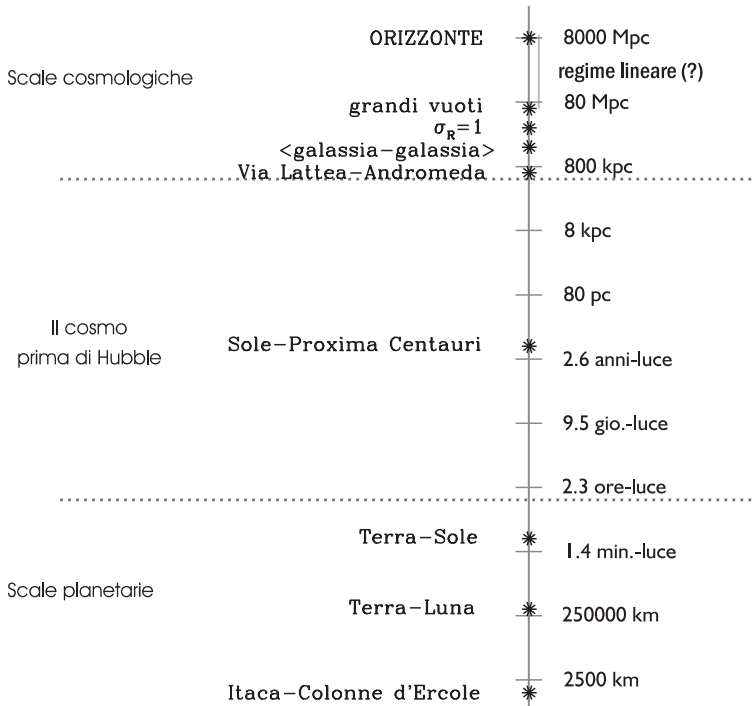 ORIZZONTE
8000 Mpc
regime lineare (?)
Scale cosmologiche
grandi vuoti
80 Mpc
σR=1
<galassia-galassia>
800 kpc
Via Lattea-Andromeda
8 kpc
80 pc
Il cosmo
prima di Hubble
Sole-Proxima Centauri
2.6 anni-luce
9.5 gio.-luce
2.3 ore-luce
Terra-Sole
1.4 min.-luce
Scale planetarie
Terra-Luna
250000 km
2500 km
Itaca-Colonne d'Ercole